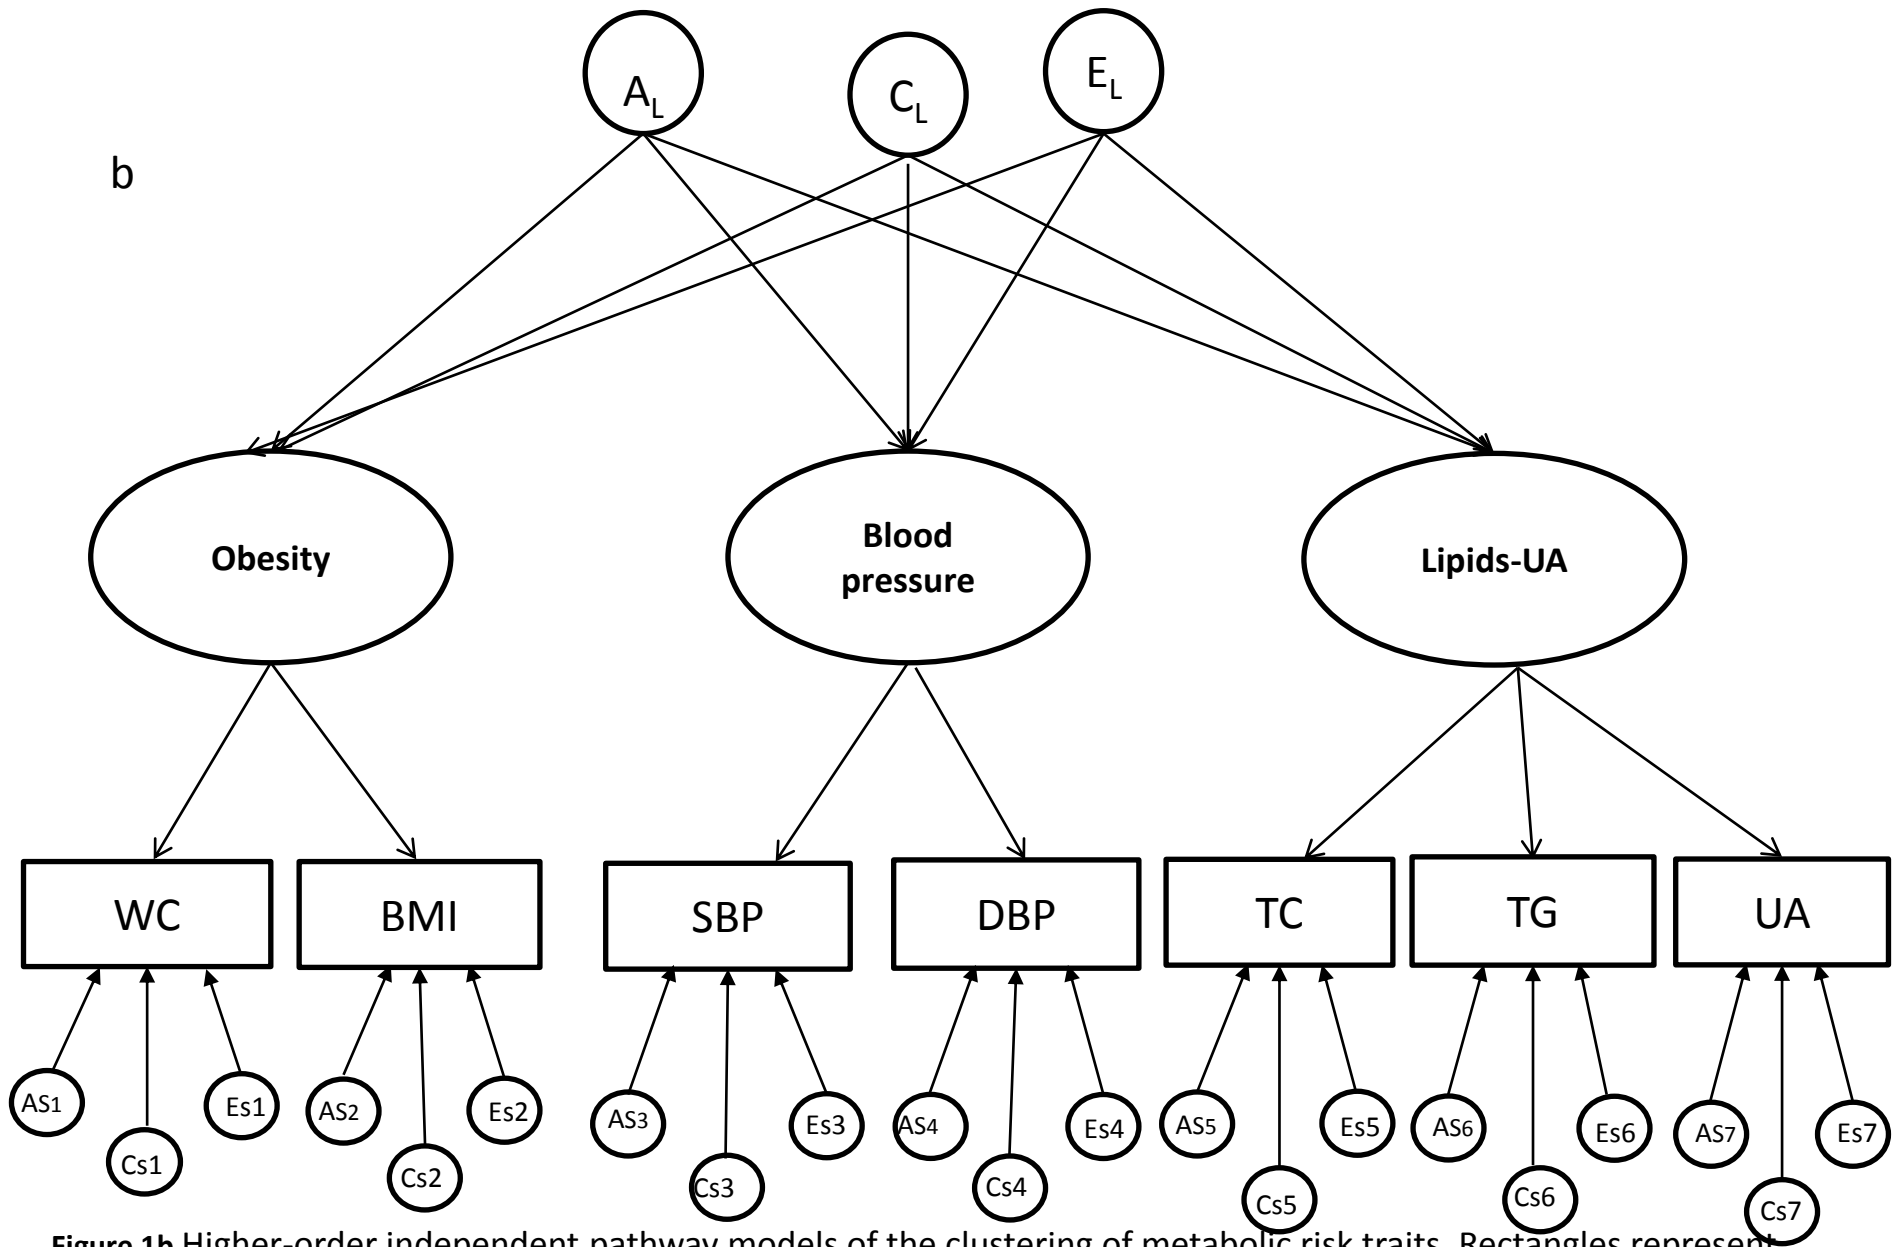 A_L C_L E_L
b
Obesity Blood pressure Lipids-UA
WC BMI SBP DBP TC TG UA
AS1 Cs1 Es1 AS2 Cs2 Es2 AS3 Cs3 Es3 AS4 Cs4 Es4 AS5 Cs5 Es5 AS6 Cs6 Es6 AS7 Cs7 Es7
Figure 1b Higher-order independent pathway models of the clustering of metabolic risk traits. Rectangles represent